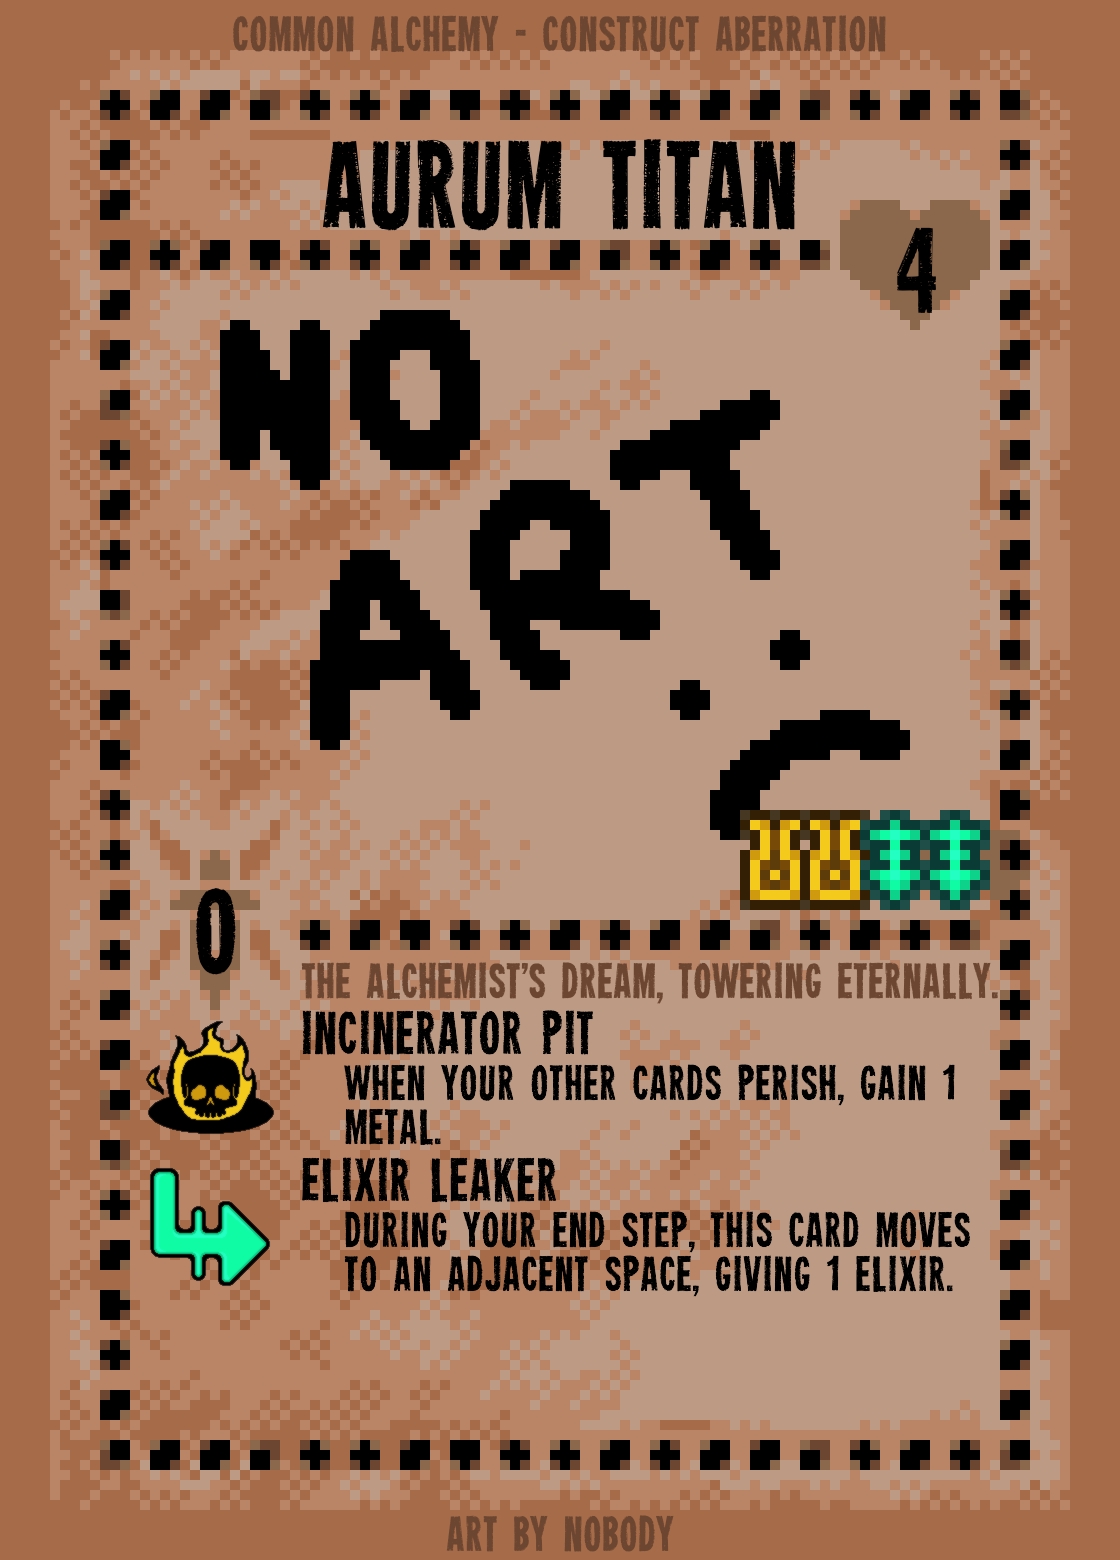 COMMON ALCHEMY - CONSTRUCT ABERRATION
AURUM TITAN
4
NO
ART
:(
0
THE ALCHEMIST'S DREAM, TOWERING ETERNALLY.
INCINERATOR PIT
WHEN YOUR OTHER CARDS PERISH, GAIN 1
METAL.
ELIXIR LEAKER
DURING YOUR END STEP, THIS CARD MOVES
TO AN ADJACENT SPACE, GIVING 1 ELIXIR.
ART BY NOBODY